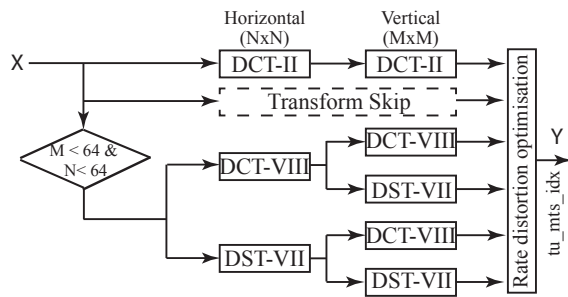 Horizontal
(NxN)
Vertical
(MxM)
X
DCT-II
DCT-II
Transform Skip
M < 64 &
N< 64
DCT-VIII
DCT-VIII
DST-VII
DST-VII
DCT-VIII
DST-VII
Rate distortion optimisation
Y
tu_mts_idx